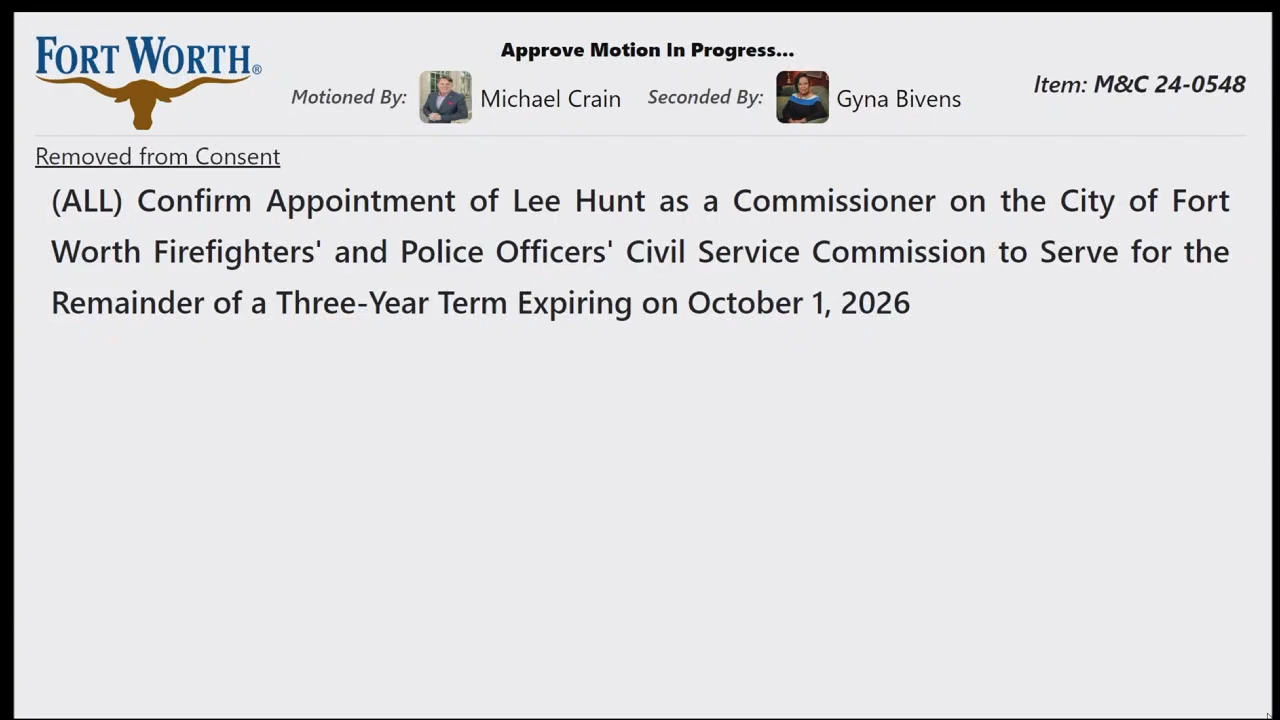 FORT WORTH®
Approve Motion In Progress...
Motioned By: Michael Crain Seconded By: Gyna Bivens
Item: M&C 24-0548
Removed from Consent
(ALL) Confirm Appointment of Lee Hunt as a Commissioner on the City of Fort
Worth Firefighters' and Police Officers' Civil Service Commission to Serve for the
Remainder of a Three-Year Term Expiring on October 1, 2026